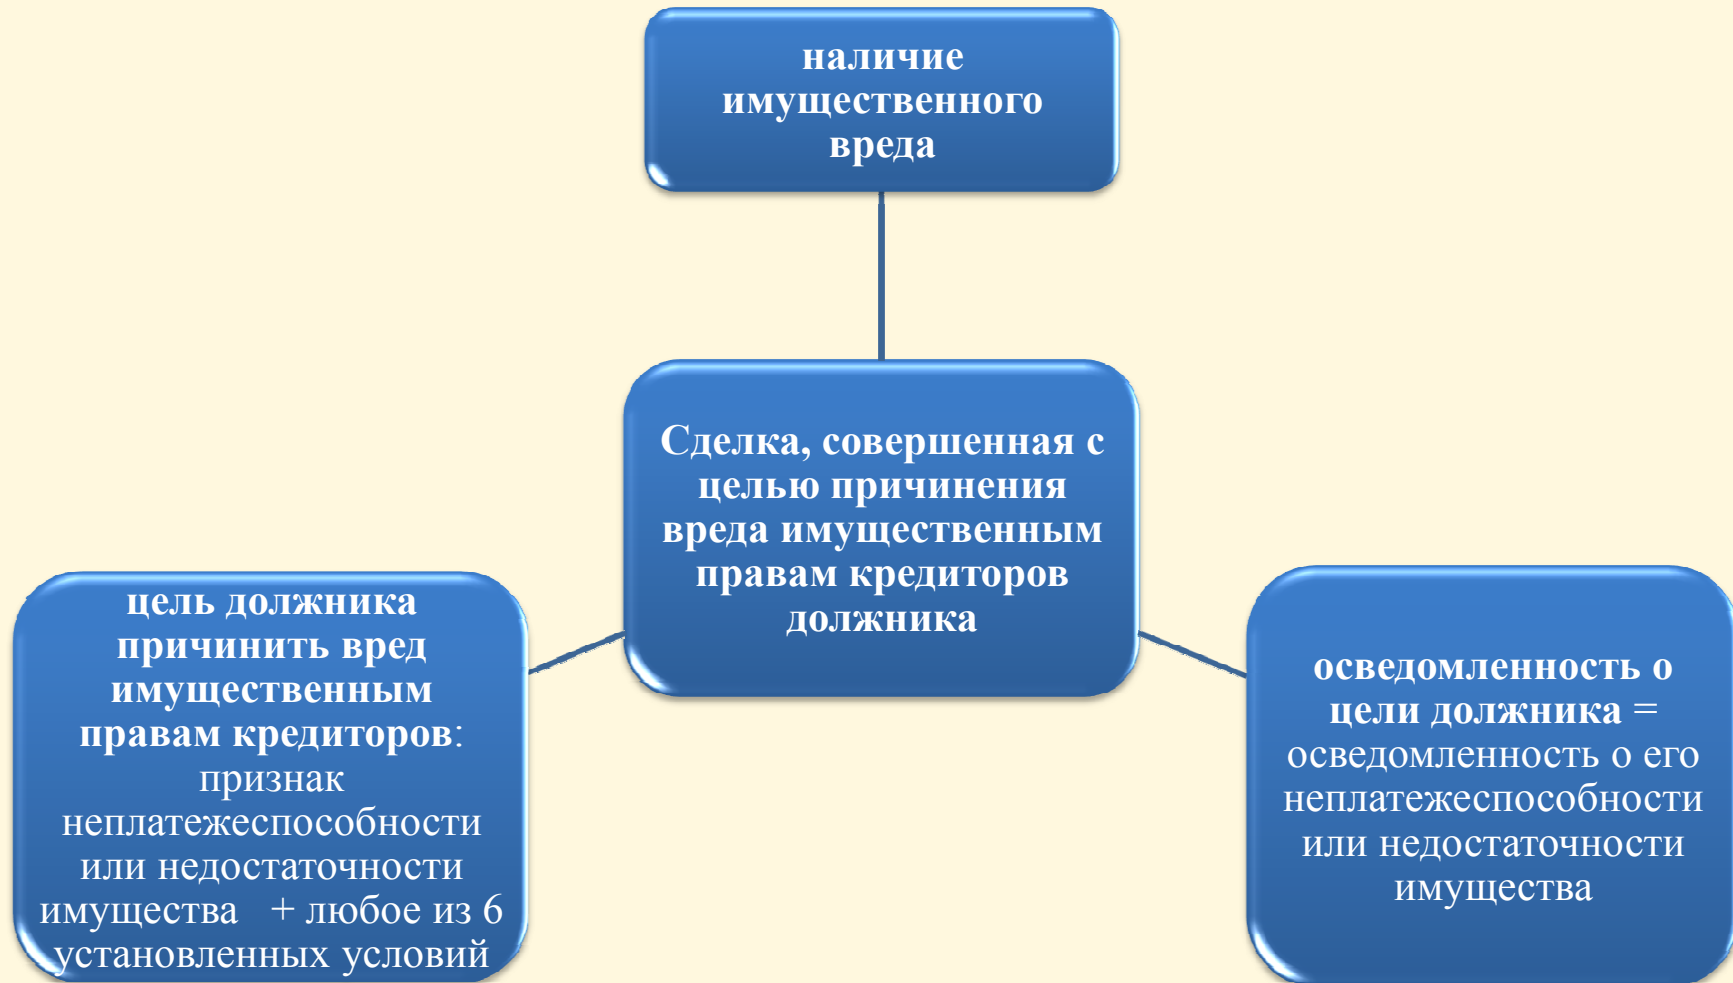 наличие
имущественного
вреда
Сделка, совершенная с
целью причинения
вреда имущественным
правам кредиторов
должника
цель должника
причинить вред
имущественным
правам кредиторов:
признак
неплатежеспособности
или недостаточности
имущества + любое из 6
установленных условий
осведомленность о
цели должника =
осведомленность о его
неплатежеспособности
или недостаточности
имущества